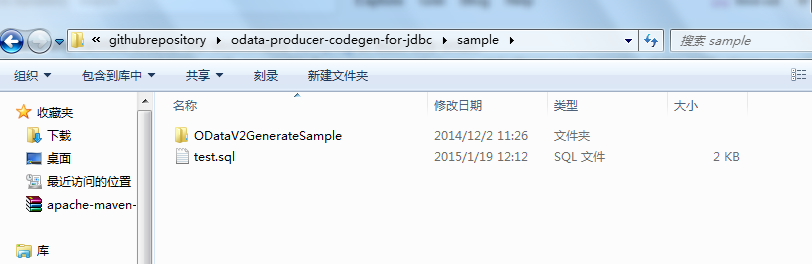 « githubrepository ▸ odata-producer-codegen-for-jdbc ▸ sample ▸ 搜索 sample
组织 包含到库中 共享 刻录 新建文件夹
收藏夹
下载
桌面
最近访问的位置
apache-maven-
库
名称 修改日期 类型 大小
ODataV2GenerateSample 2014/12/2 11:26 文件夹
test.sql 2015/1/19 12:12 SQL 文件 2 KB